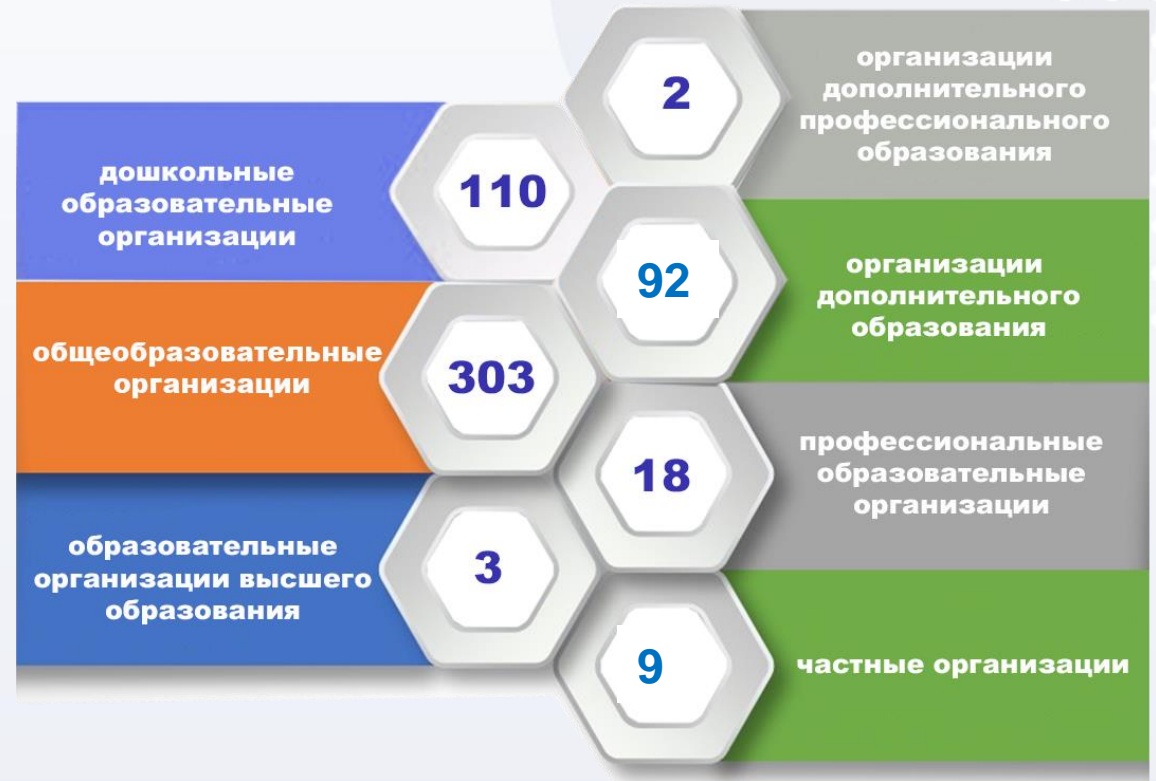 2
организации
дополнительного
профессионального
образования
дошкольные
образовательные
организации
110
92
организации
дополнительного
образования
общеобразовательные
организации
303
18
профессиональные
образовательные
организации
образовательные
организации высшего
образования
3
9
частные организации